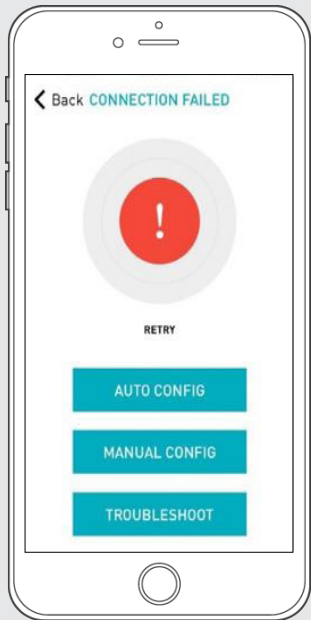 Back CONNECTION FAILED
!
RETRY
AUTO CONFIG
MANUAL CONFIG
TROUBLESHOOT